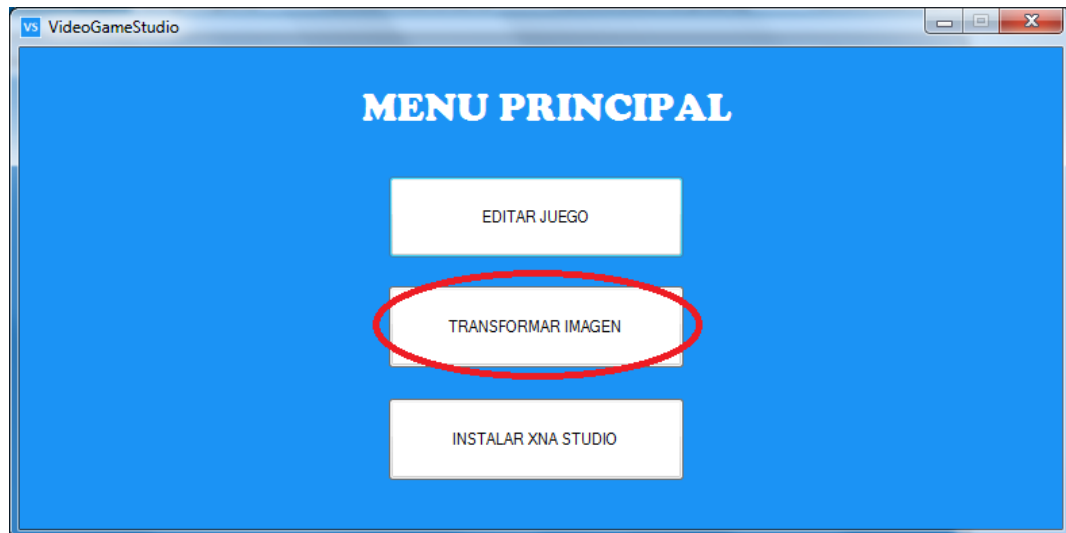 VS VideoGameStudio
MENU PRINCIPAL
EDITAR JUEGO
TRANSFORMAR IMAGEN
INSTALAR XNA STUDIO